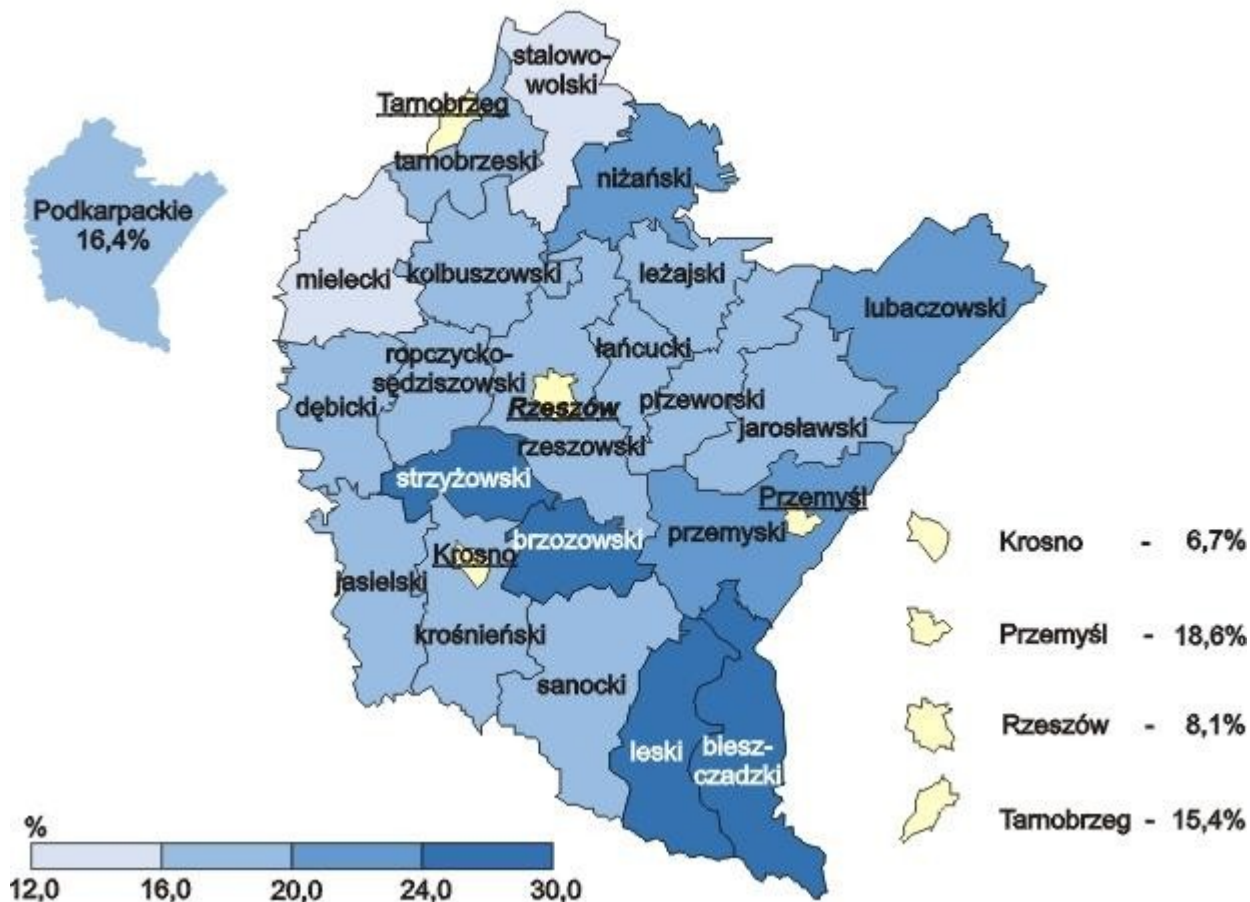 stalowo-
wolski
Tarnobrzeg
tarnobrzeski
niżański
Podkarpackie
16,4%
mielecki
kolbuszowski
leżajski
lubaczowski
ropczycko-
sędziszowski
łańcucki
dębicki
Rzeszów
przeworski
jarosławski
rzeszowski
strzyżowski
Przemyśl
przemyski
brzozowski
Krosno
jasielski
krośnieński
sanocki
leski
biesz-
czadzki
Krosno - 6,7%
Przemyśl - 18,6%
Rzeszów - 8,1%
Tarnobrzeg - 15,4%
%
12,0 16,0 20,0 24,0 30,0